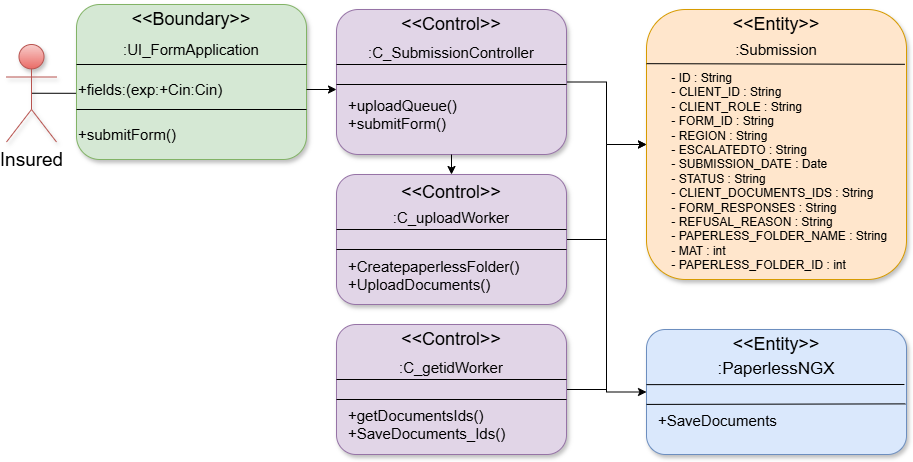 Insured
<<Boundary>>
:UI_FormApplication
+fields:(exp:+Cin:Cin)
+submitForm()
<<Control>>
:C_SubmissionController
+uploadQueue()
+submitForm()
<<Control>>
:C_uploadWorker
+CreatepaperlessFolder()
+UploadDocuments()
<<Control>>
:C_getidWorker
+getDocumentsIds()
+SaveDocuments_Ids()
<<Entity>>
:Submission
- ID : String
- CLIENT_ID : String
- CLIENT_ROLE : String
- FORM_ID : String
- REGION : String
- ESCALATEDTO : String
- SUBMISSION_DATE : Date
- STATUS : String
- CLIENT_DOCUMENTS_IDS : String
- FORM_RESPONSES : String
- REFUSAL_REASON : String
- PAPERLESS_FOLDER_NAME : String
- MAT : int
- PAPERLESS_FOLDER_ID : int
<<Entity>>
:PaperlessNGX
+SaveDocuments